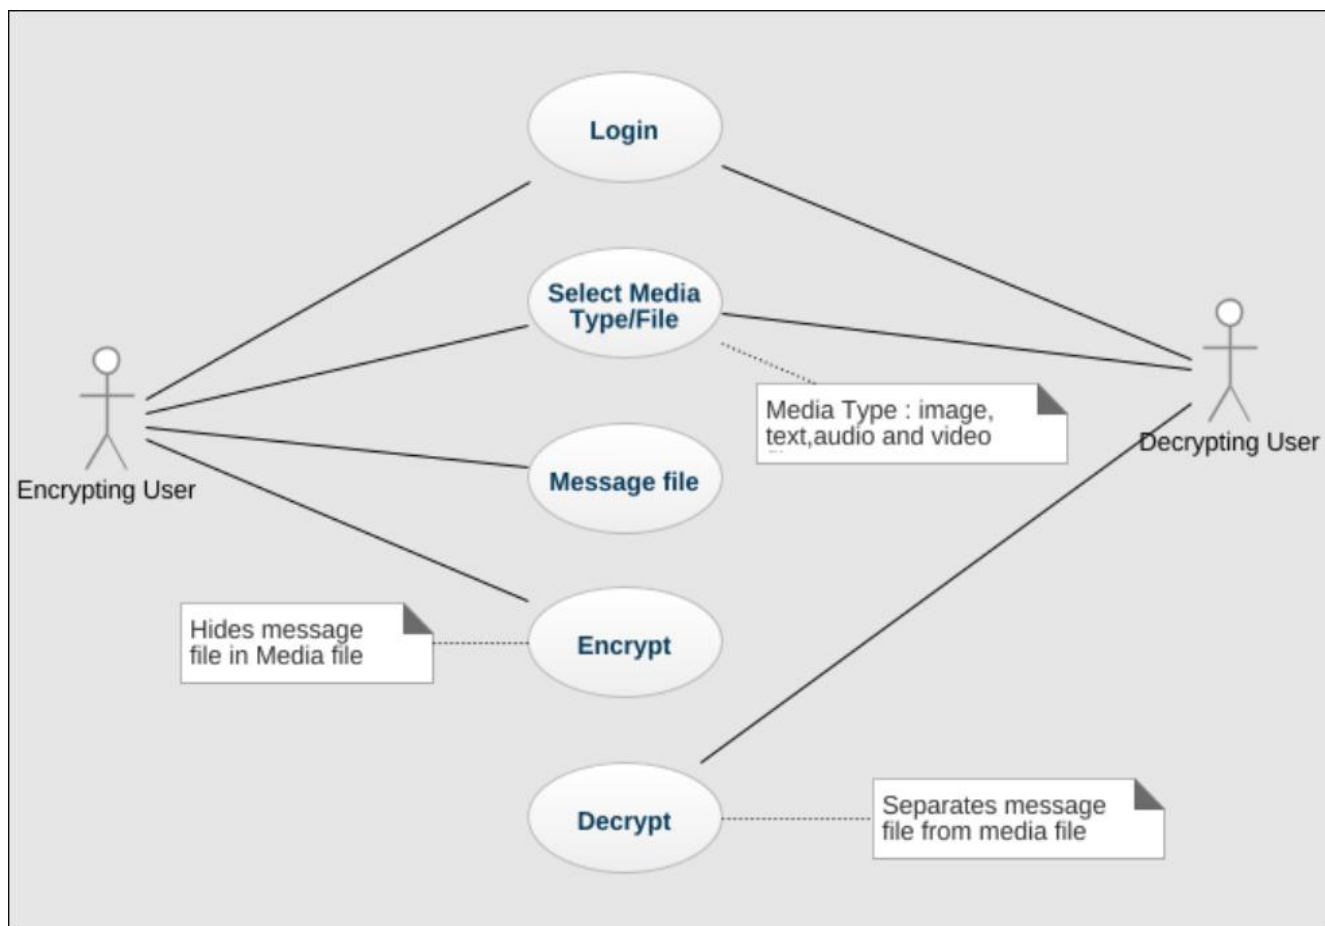 Login
Select Media
Type/File
Media Type : image,
text,audio and video
Decrypting User
Encrypting User
Message file
Hides message
file in Media file
Encrypt
Decrypt
Separates message
file from media file